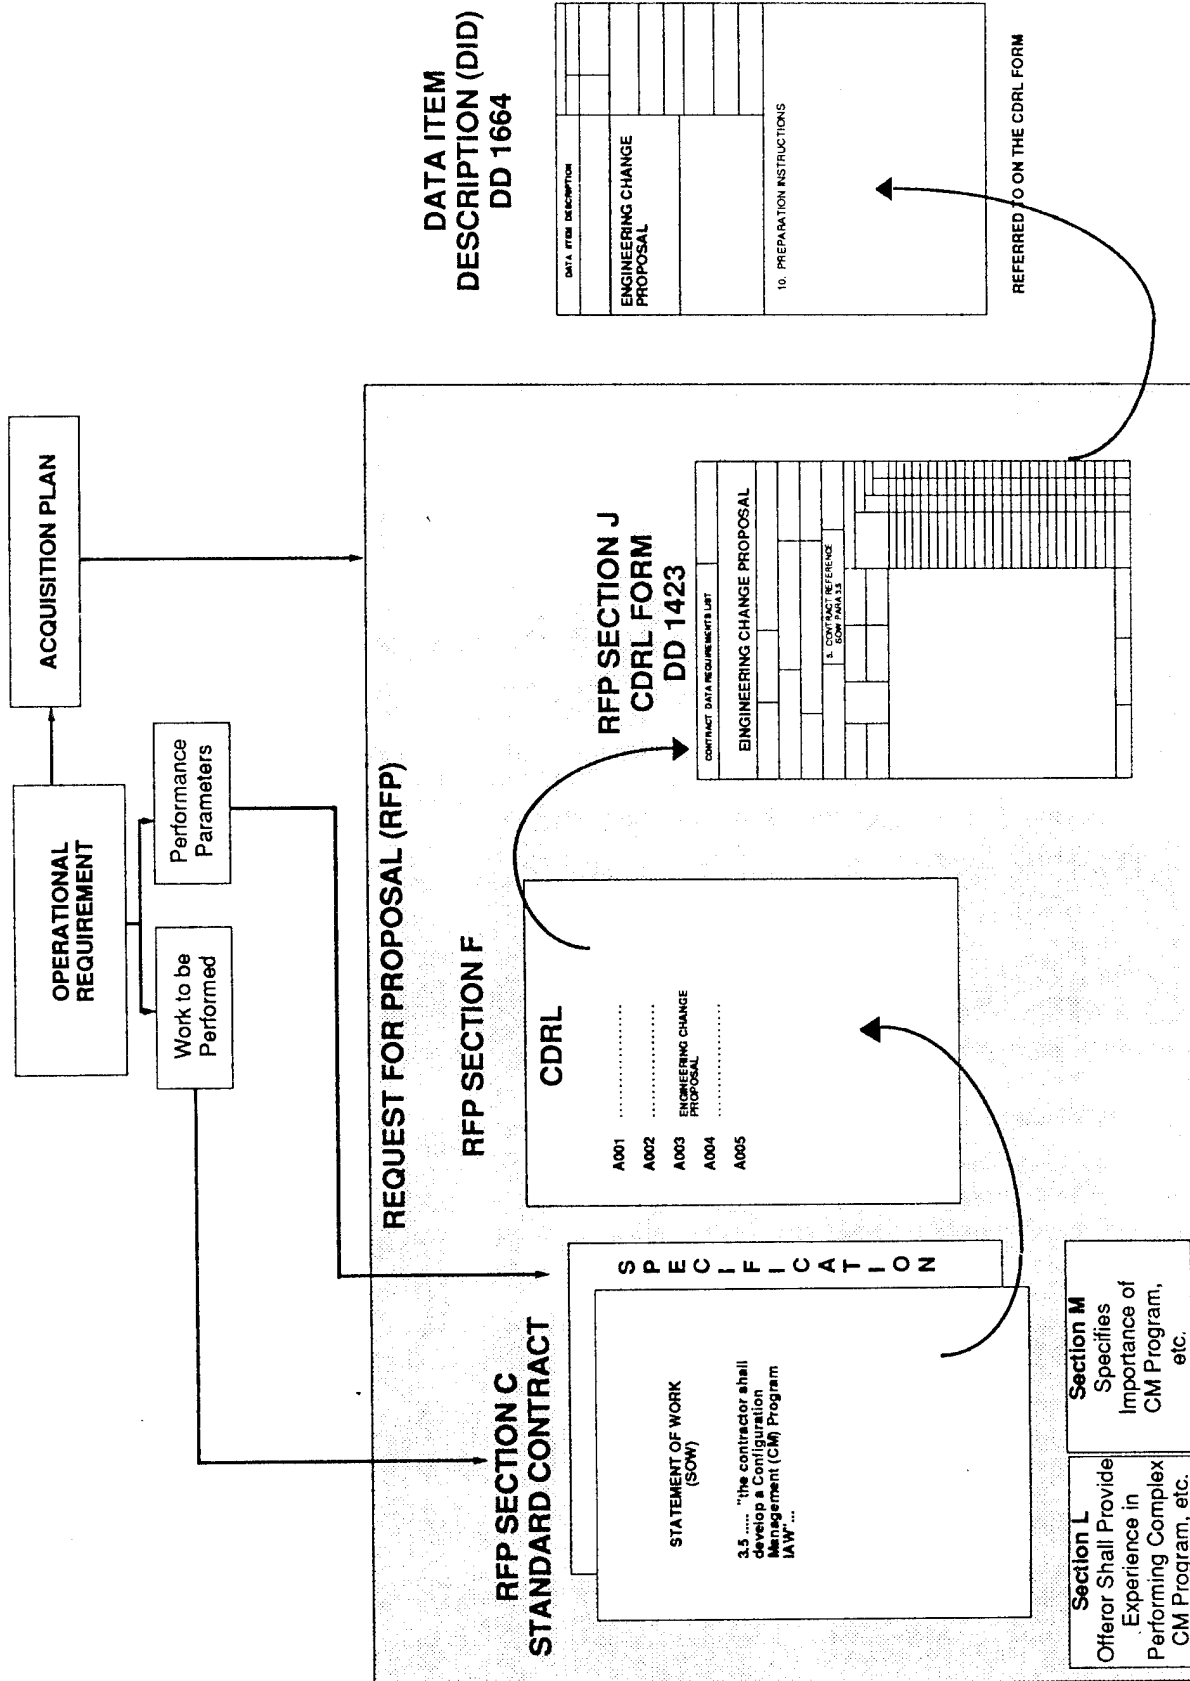 ACQUISITION PLAN
OPERATIONAL
REQUIREMENT
Work to be
Performed
Performance
Parameters
REQUEST FOR PROPOSAL (RFP)
RFP SECTION C
STANDARD CONTRACT
SPECIFICATION
STATEMENT OF WORK
(SOW)
3.5 ..... "the contractor shall
develop a Configuration
Management (CM) Program
IAW"...
RFP SECTION F
CDRL
A001 ....................
A002 ....................
A003 ENGINEERING CHANGE
PROPOSAL
A004 ....................
A005
RFP SECTION J
CDRL FORM
DD 1423
CONTRACT DATA REQUIREMENTS LIST
ENGINEERING CHANGE PROPOSAL
5. CONTRACT REFERENCE
SOW PARA 3.5
DATA ITEM
DESCRIPTION (DID)
DD 1664
DATA ITEM DESCRIPTION
ENGINEERING CHANGE
PROPOSAL
10. PREPARATION INSTRUCTIONS
REFERRED TO ON THE CDRL FORM
Section L
Offeror Shall Provide
Experience in
Performing Complex
CM Program, etc.
Section M
Specifies
Importance of
CM Program,
etc.